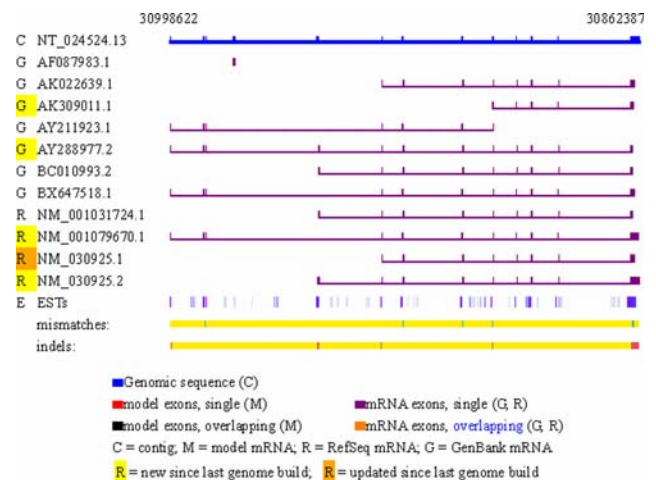 30998622 30862387
C NT_024524.13
G AF087983.1
G AK022639.1
G AK309011.1
G AY211923.1
G AY288977.2
G BC010993.2
G BX647518.1
R NM_001031724.1
R NM_001079670.1
R NM_030925.1
R NM_030925.2
E ESTs
mismatches:
indels:
Genomic sequence (C)
model exons, single (M) mRNA exons, single (G, R)
model exons, overlapping (M) mRNA exons, overlapping (G, R)
C = contig; M = model mRNA; R = RefSeq mRNA; G = GenBank mRNA
R = new since last genome build; R = updated since last genome build